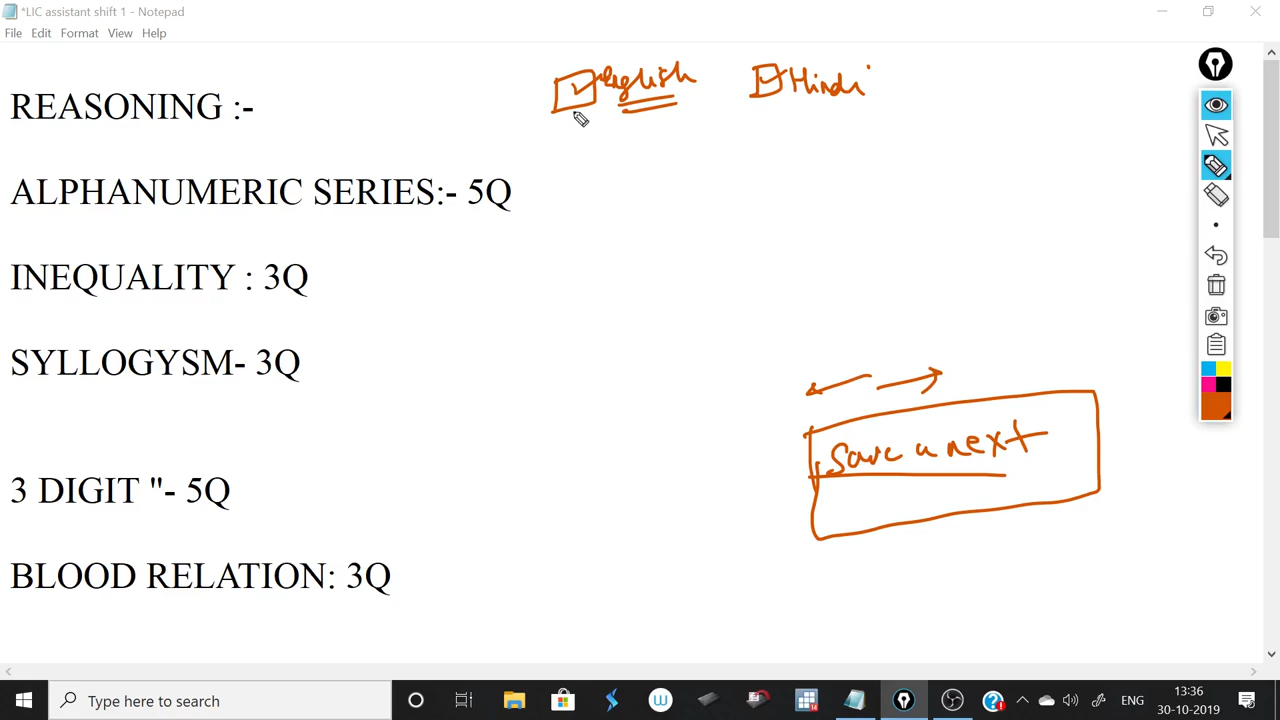 *LIC assistant shift 1 - Notepad
File Edit Format View Help
english Hindi
REASONING :-
ALPHANUMERIC SERIES:- 5Q
INEQUALITY : 3Q
SYLLOGYSM- 3Q
Save a next
3 DIGIT "- 5Q
BLOOD RELATION: 3Q
Type here to search
ENG
13:36
30-10-2019